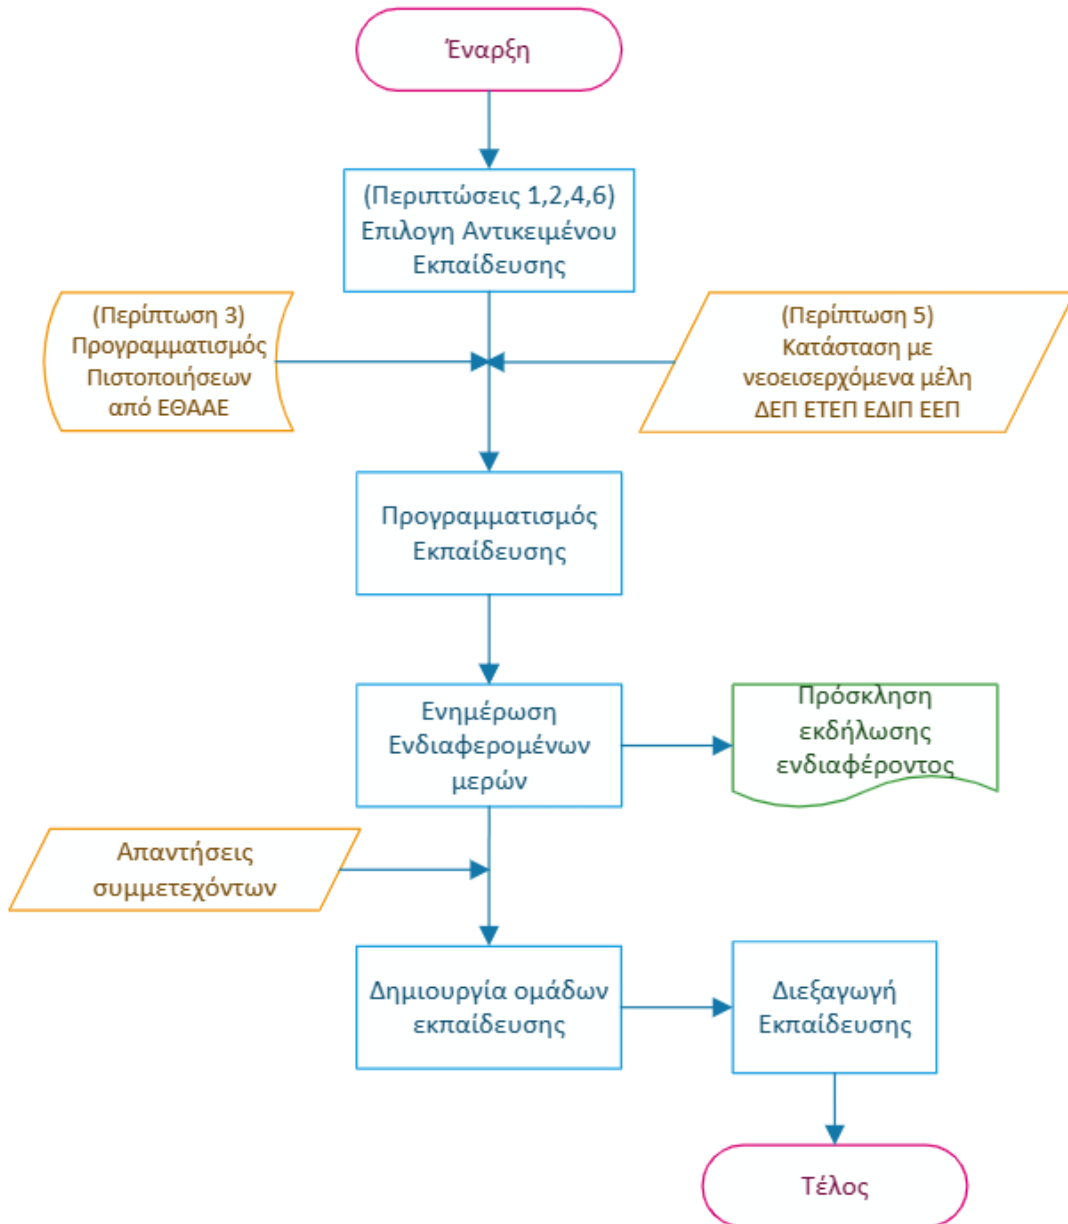 Έναρξη
(Περιπτώσεις 1,2,4,6)
Επιλογη Αντικειμένου
Εκπαίδευσης
(Περίπτωση 3)
Προγραμματισμός
Πιστοποιήσεων
από ΕΘΑΑΕ
(Περίπτωση 5)
Κατάσταση με
νεοεισερχόμενα μέλη
ΔΕΠ ΕΤΕΠ ΕΔΙΠ ΕΕΠ
Προγραμματισμός
Εκπαίδευσης
Ενημέρωση
Ενδιαφερομένων
μερών
Πρόσκληση
εκδήλωσης
ενδιαφέροντος
Απαντήσεις
συμμετεχόντων
Δημιουργία ομάδων
εκπαίδευσης
Διεξαγωγή
Εκπαίδευσης
Τέλος